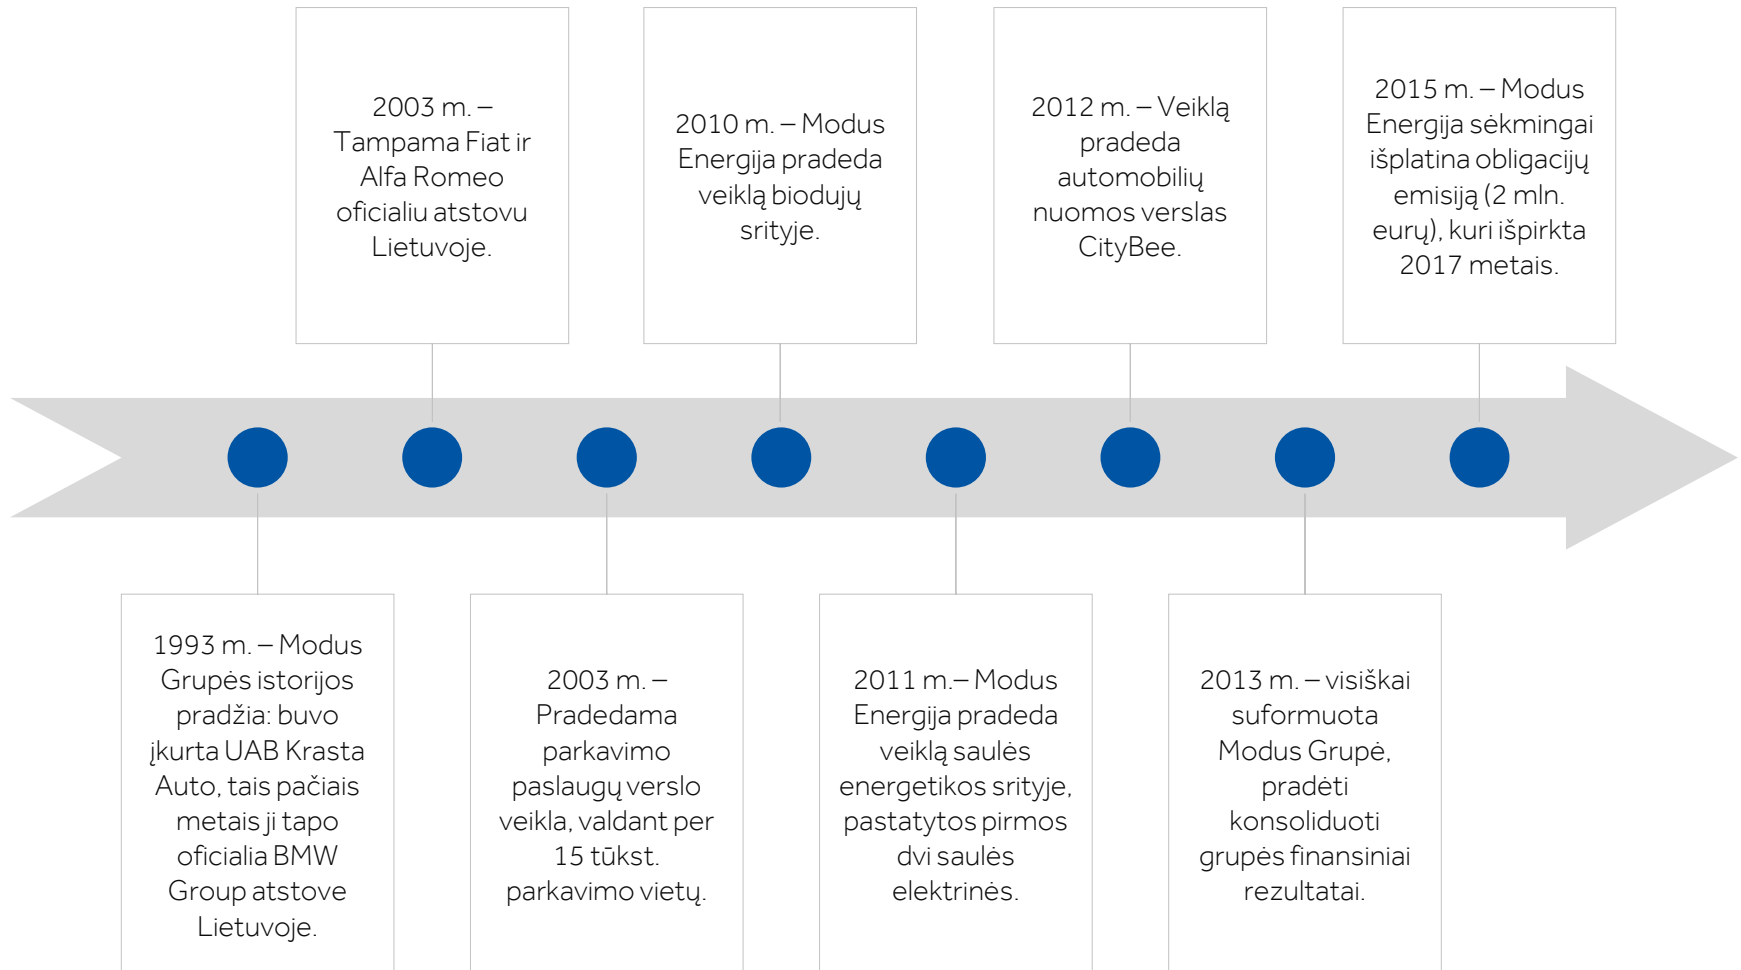 2003 m. –
Tampama Fiat ir
Alfa Romeo
oficialiu atstovu
Lietuvoje.
2010 m. – Modus
Energija pradeda
veiklą biodujų
srityje.
2012 m. – Veiklą
pradeda
automobilių
nuomos verslas
CityBee.
2015 m. – Modus
Energija sėkmingai
išplatina obligacijų
emisiją (2 mln.
eurų), kuri išpirkta
2017 metais.
1993 m. – Modus
Grupės istorijos
pradžia: buvo
įkurta UAB Krasta
Auto, tais pačiais
metais ji tapo
oficialia BMW
Group atstove
Lietuvoje.
2003 m. –
Pradedama
parkavimo
paslaugų verslo
veikla, valdant per
15 tūkst.
parkavimo vietų.
2011 m.– Modus
Energija pradeda
veiklą saulės
energetikos srityje,
pastatytos pirmos
dvi saulės
elektrinės.
2013 m. – visiškai
suformuota
Modus Grupė,
pradėti
konsoliduoti
grupės finansiniai
rezultatai.